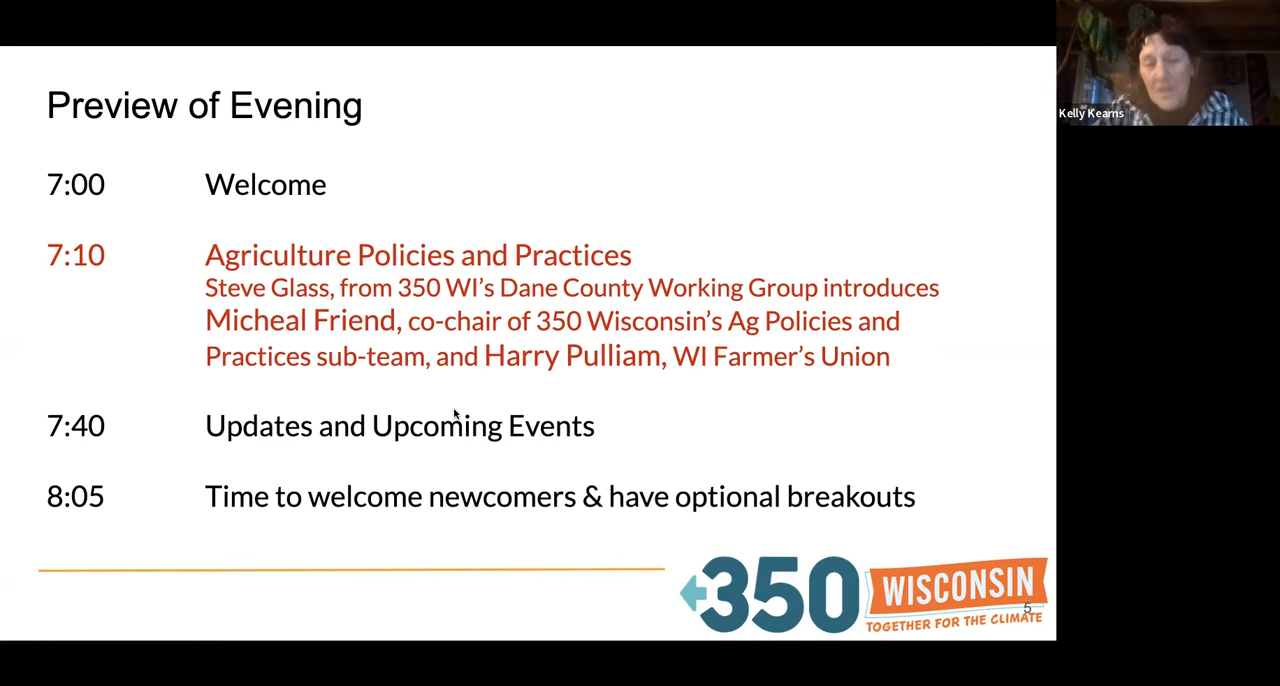 Preview of Evening
Kelly Kearns
7:00 Welcome
7:10 Agriculture Policies and Practices
Steve Glass, from 350 WI’s Dane County Working Group introduces
Micheal Friend, co-chair of 350 Wisconsin’s Ag Policies and
Practices sub-team, and Harry Pulliam, WI Farmer’s Union
7:40 Updates and Upcoming Events
8:05 Time to welcome newcomers & have optional breakouts
350 WISCONSIN
TOGETHER FOR THE CLIMATE
5